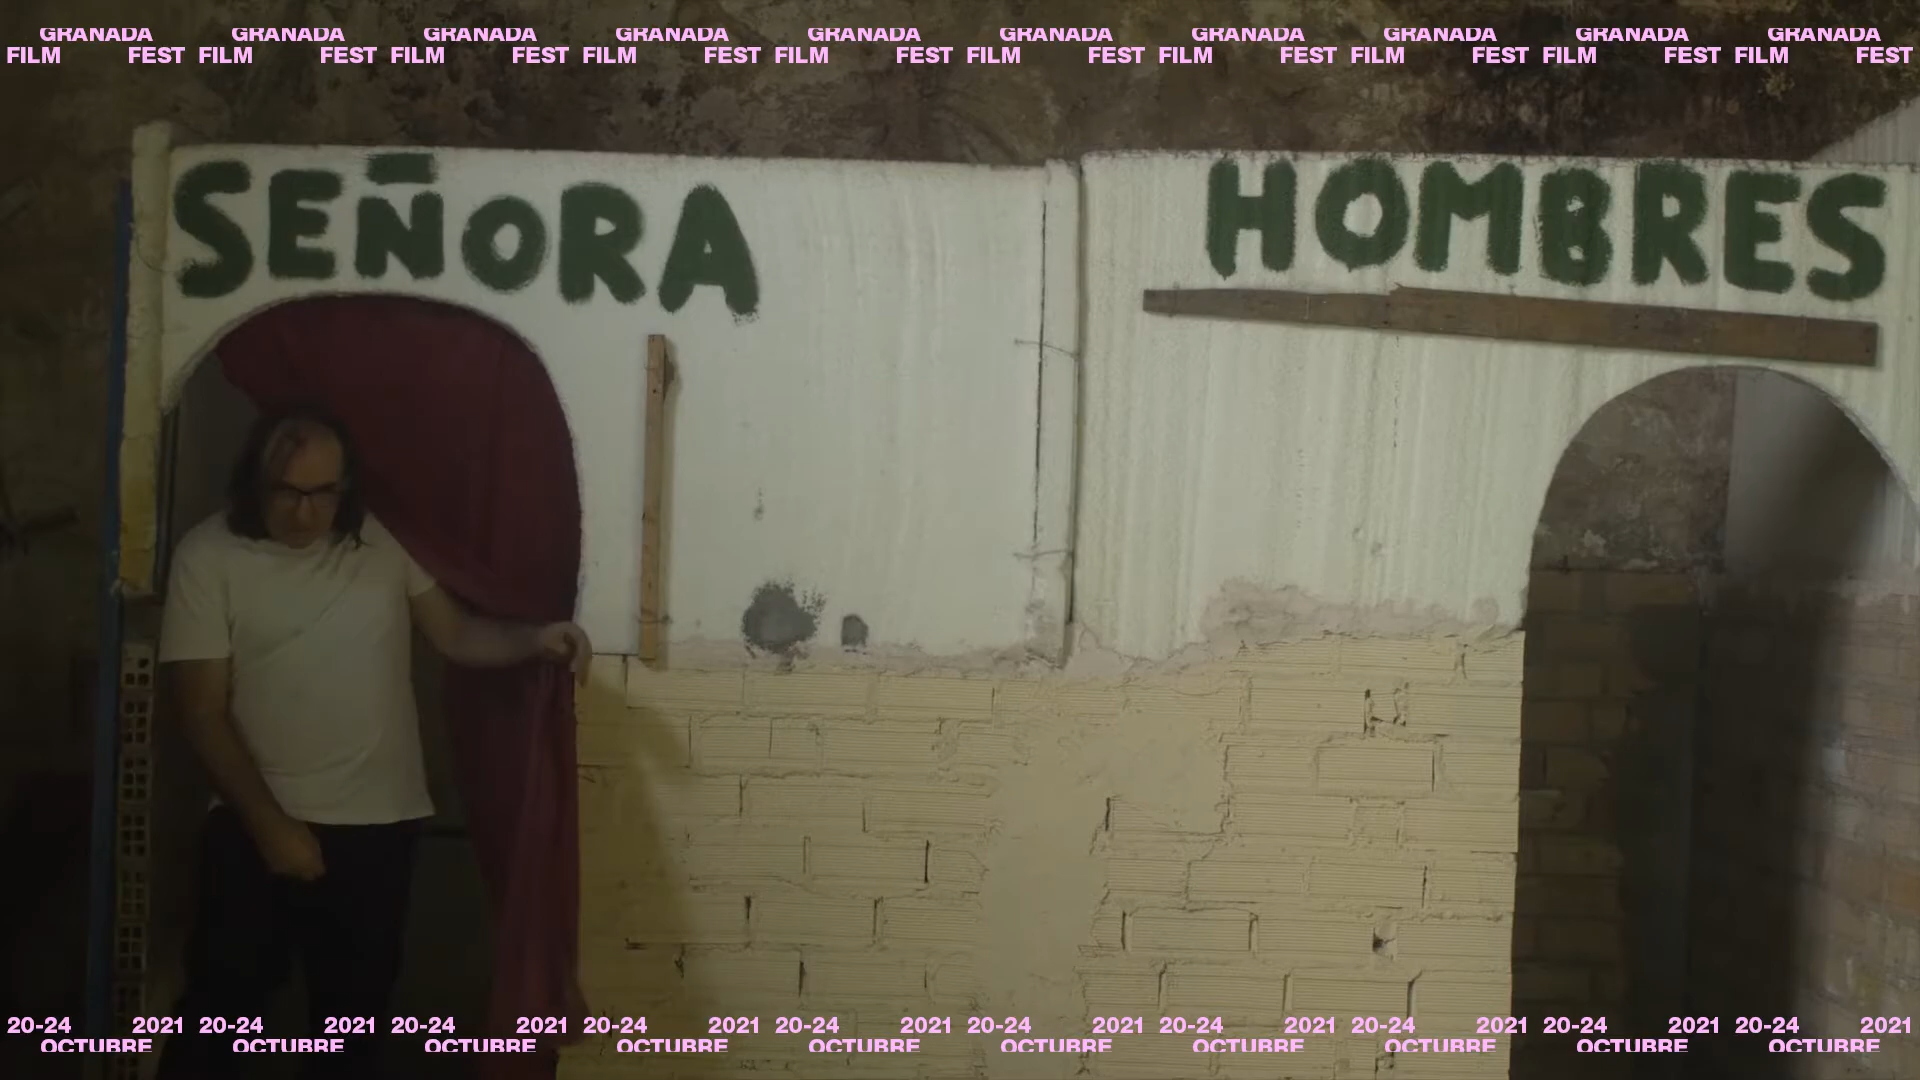 GRANADA GRANADA GRANADA GRANADA GRANADA GRANADA GRANADA GRANADA GRANADA GRANADA
FILM FEST FILM FEST FILM FEST FILM FEST FILM FEST FILM FEST FILM FEST FILM FEST FILM FEST FILM FEST
SEÑORA
HOMBRES
20-24 2021 20-24 2021 20-24 2021 20-24 2021 20-24 2021 20-24 2021 20-24 2021 20-24 2021 20-24 2021 20-24 2021
OCTUBRE OCTUBRE OCTUBRE OCTUBRE OCTUBRE OCTUBRE OCTUBRE OCTUBRE OCTUBRE OCTUBRE